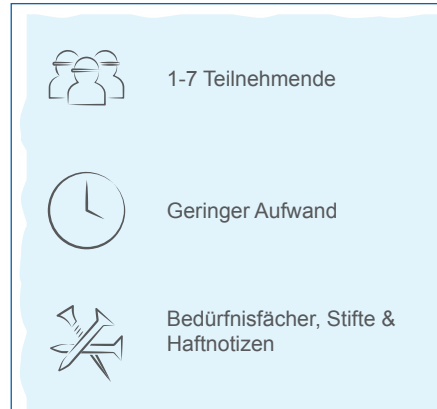 1-7 Teilnehmende
Geringer Aufwand
Bedürfnisfächer, Stifte &
Haftnotizen